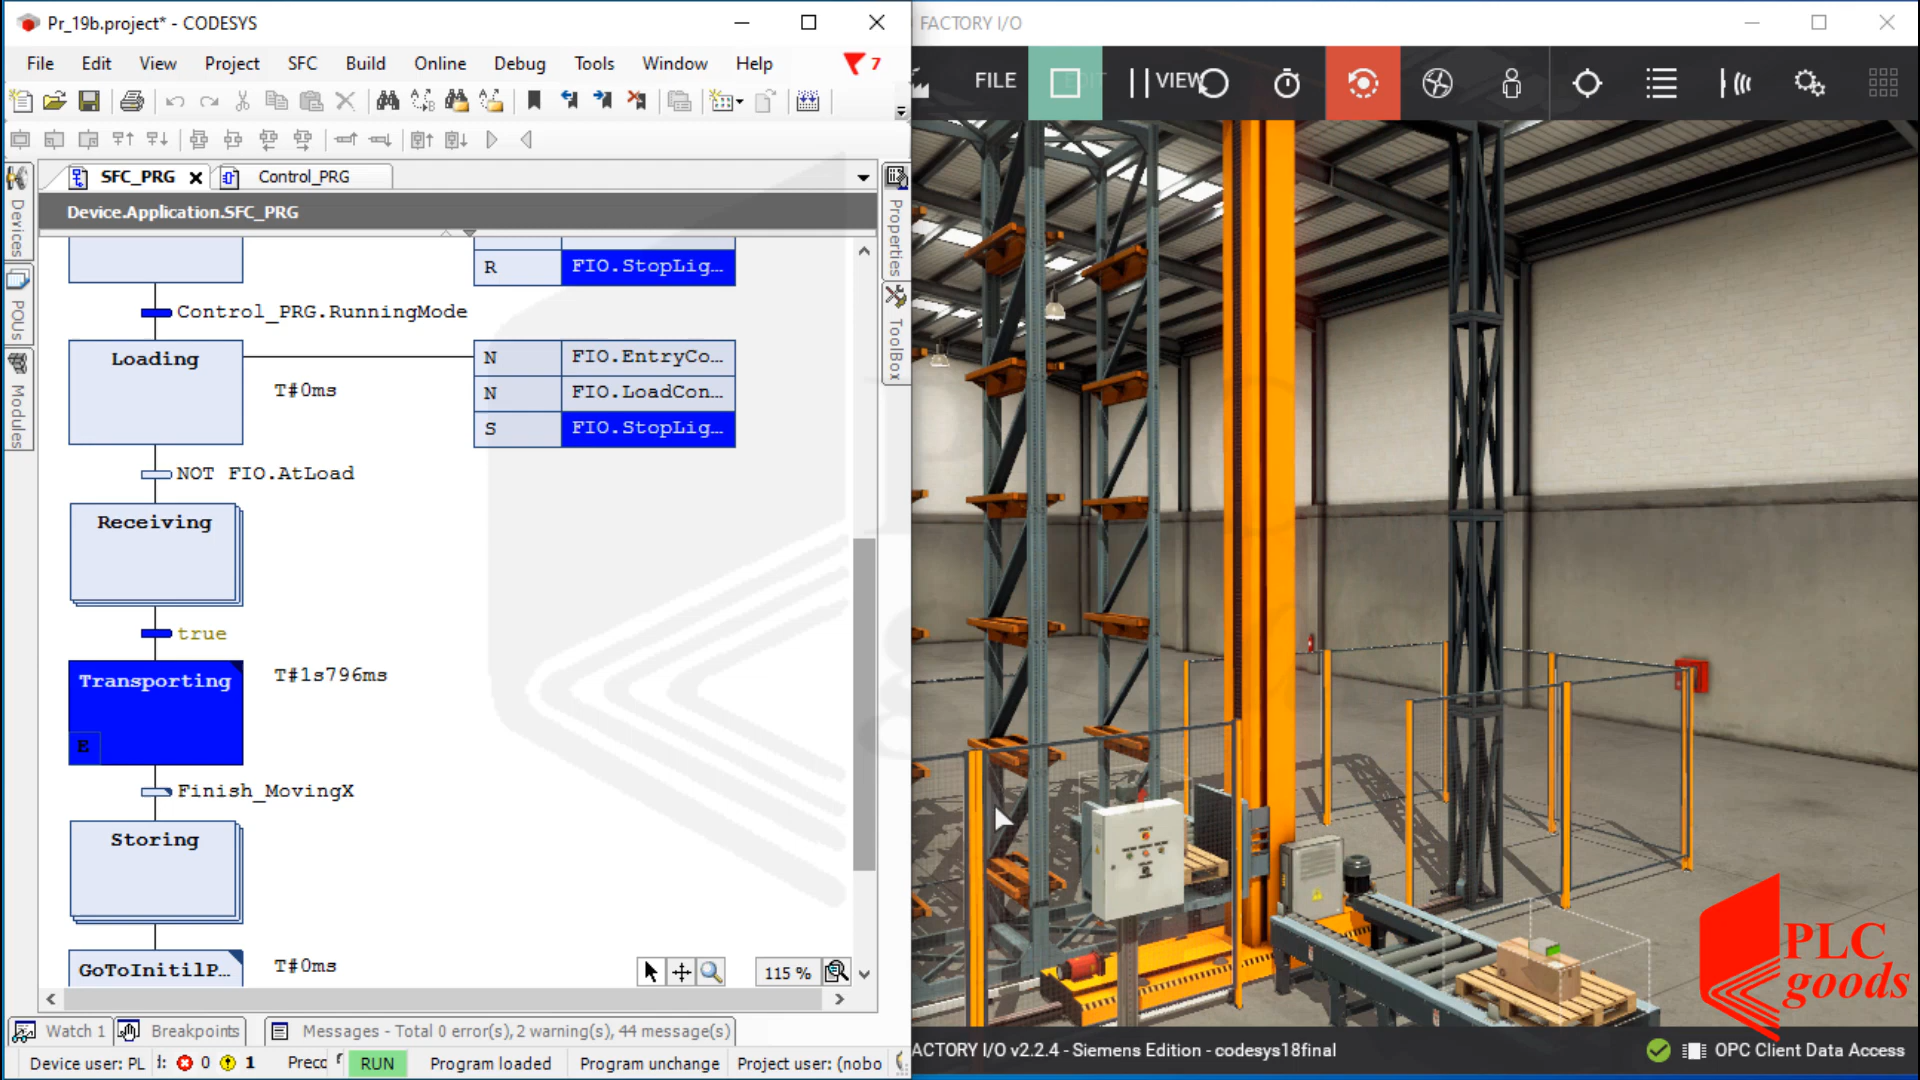 Pr_19b.project* - CODESYS
FACTORY I/O
File Edit View Project SFC Build Online Debug Tools Window Help 7
FILE EDIT VIEW
SFC_PRG Control_PRG
Device.Application.SFC_PRG
Devices
POUs
Modules
Properties
ToolBox
R FIO.StopLig...
Control_PRG.RunningMode
Loading
T#0ms
N FIO.EntryCo...
N FIO.LoadCon...
S FIO.StopLig...
NOT FIO.AtLoad
Receiving
true
Transporting
T#1s796ms
E
Finish_MovingX
Storing
GoToInitilP...
T#0ms
115 %
PLC
goods
Watch 1 Breakpoints Messages - Total 0 error(s), 2 warning(s), 44 message(s)
Device user: PL 0 1 Precc RUN Program loaded Program unchange Project user: (nobo
ACTORY I/O v2.2.4 - Siemens Edition - codesys18final
OPC Client Data Access